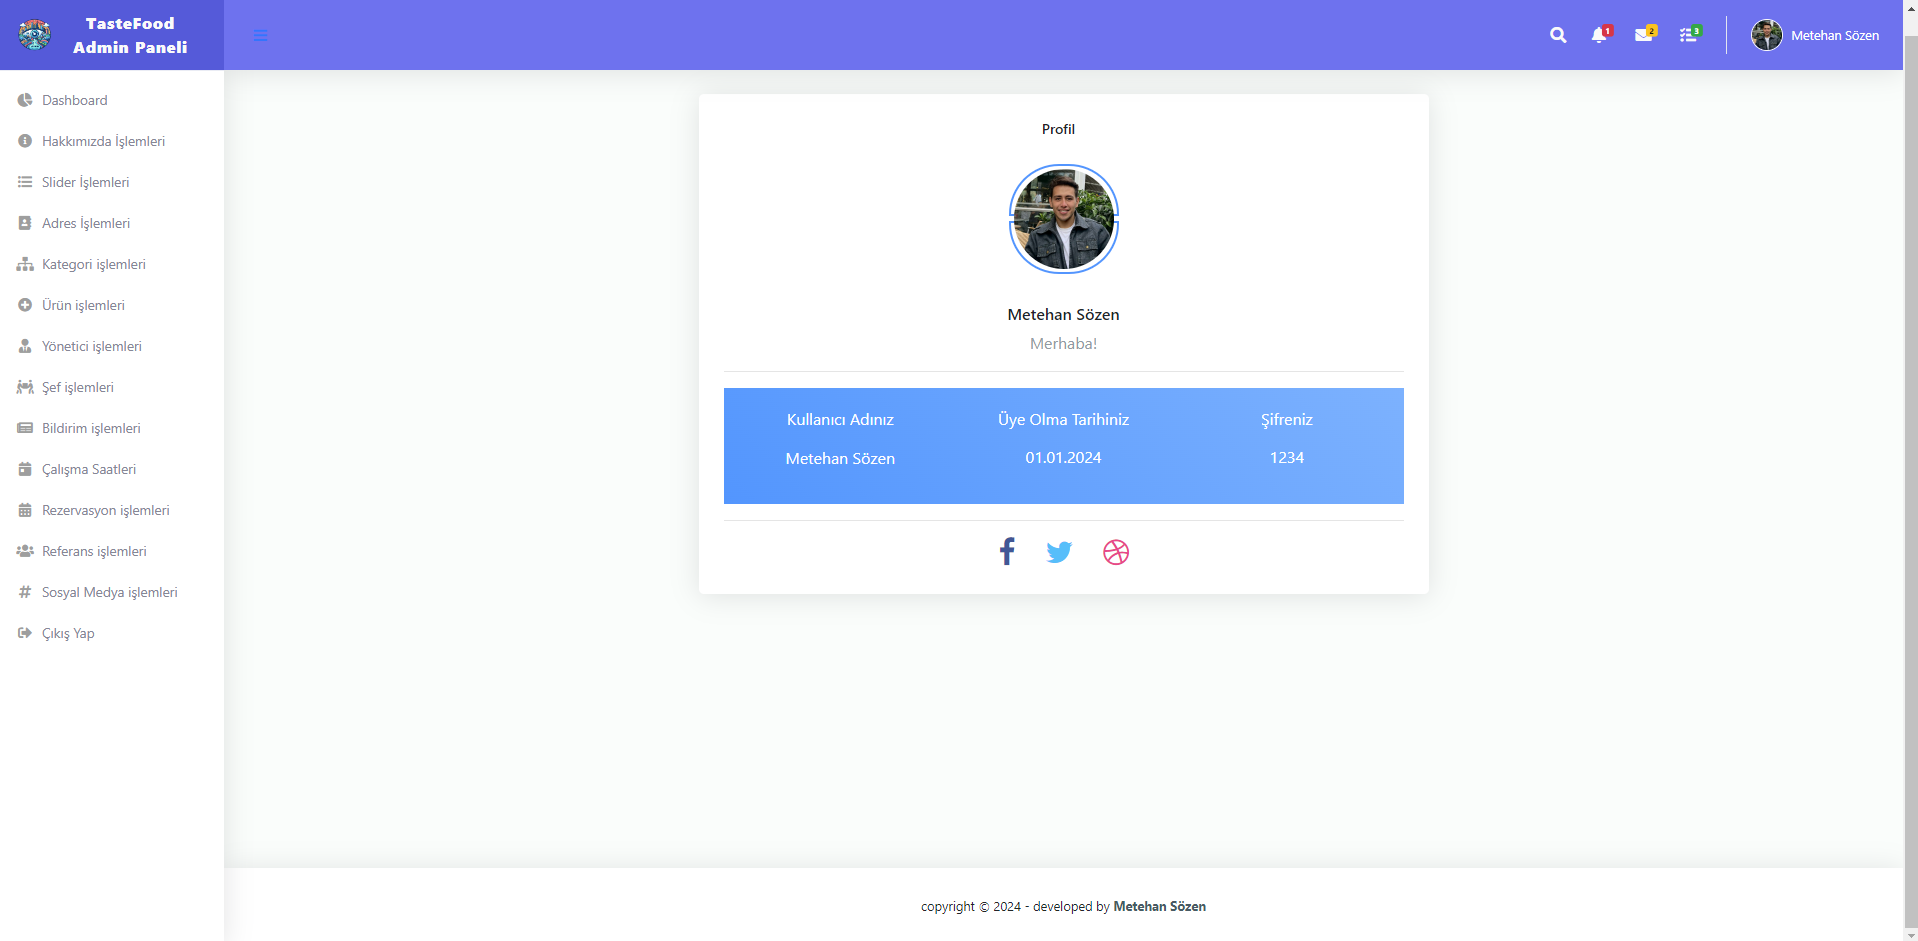 TasteFood
Admin Paneli
1
2
3
Metehan Sözen
Dashboard
Hakkımızda İşlemleri
Slider İşlemleri
Adres İşlemleri
Kategori işlemleri
Ürün işlemleri
Yönetici işlemleri
Şef işlemleri
Bildirim işlemleri
Çalışma Saatleri
Rezervasyon işlemleri
Referans işlemleri
Sosyal Medya işlemleri
Çıkış Yap
Profil
Metehan Sözen
Merhaba!
Kullanıcı Adınız Üye Olma Tarihiniz Şifreniz
Metehan Sözen 01.01.2024 1234
copyright © 2024 - developed by Metehan Sözen